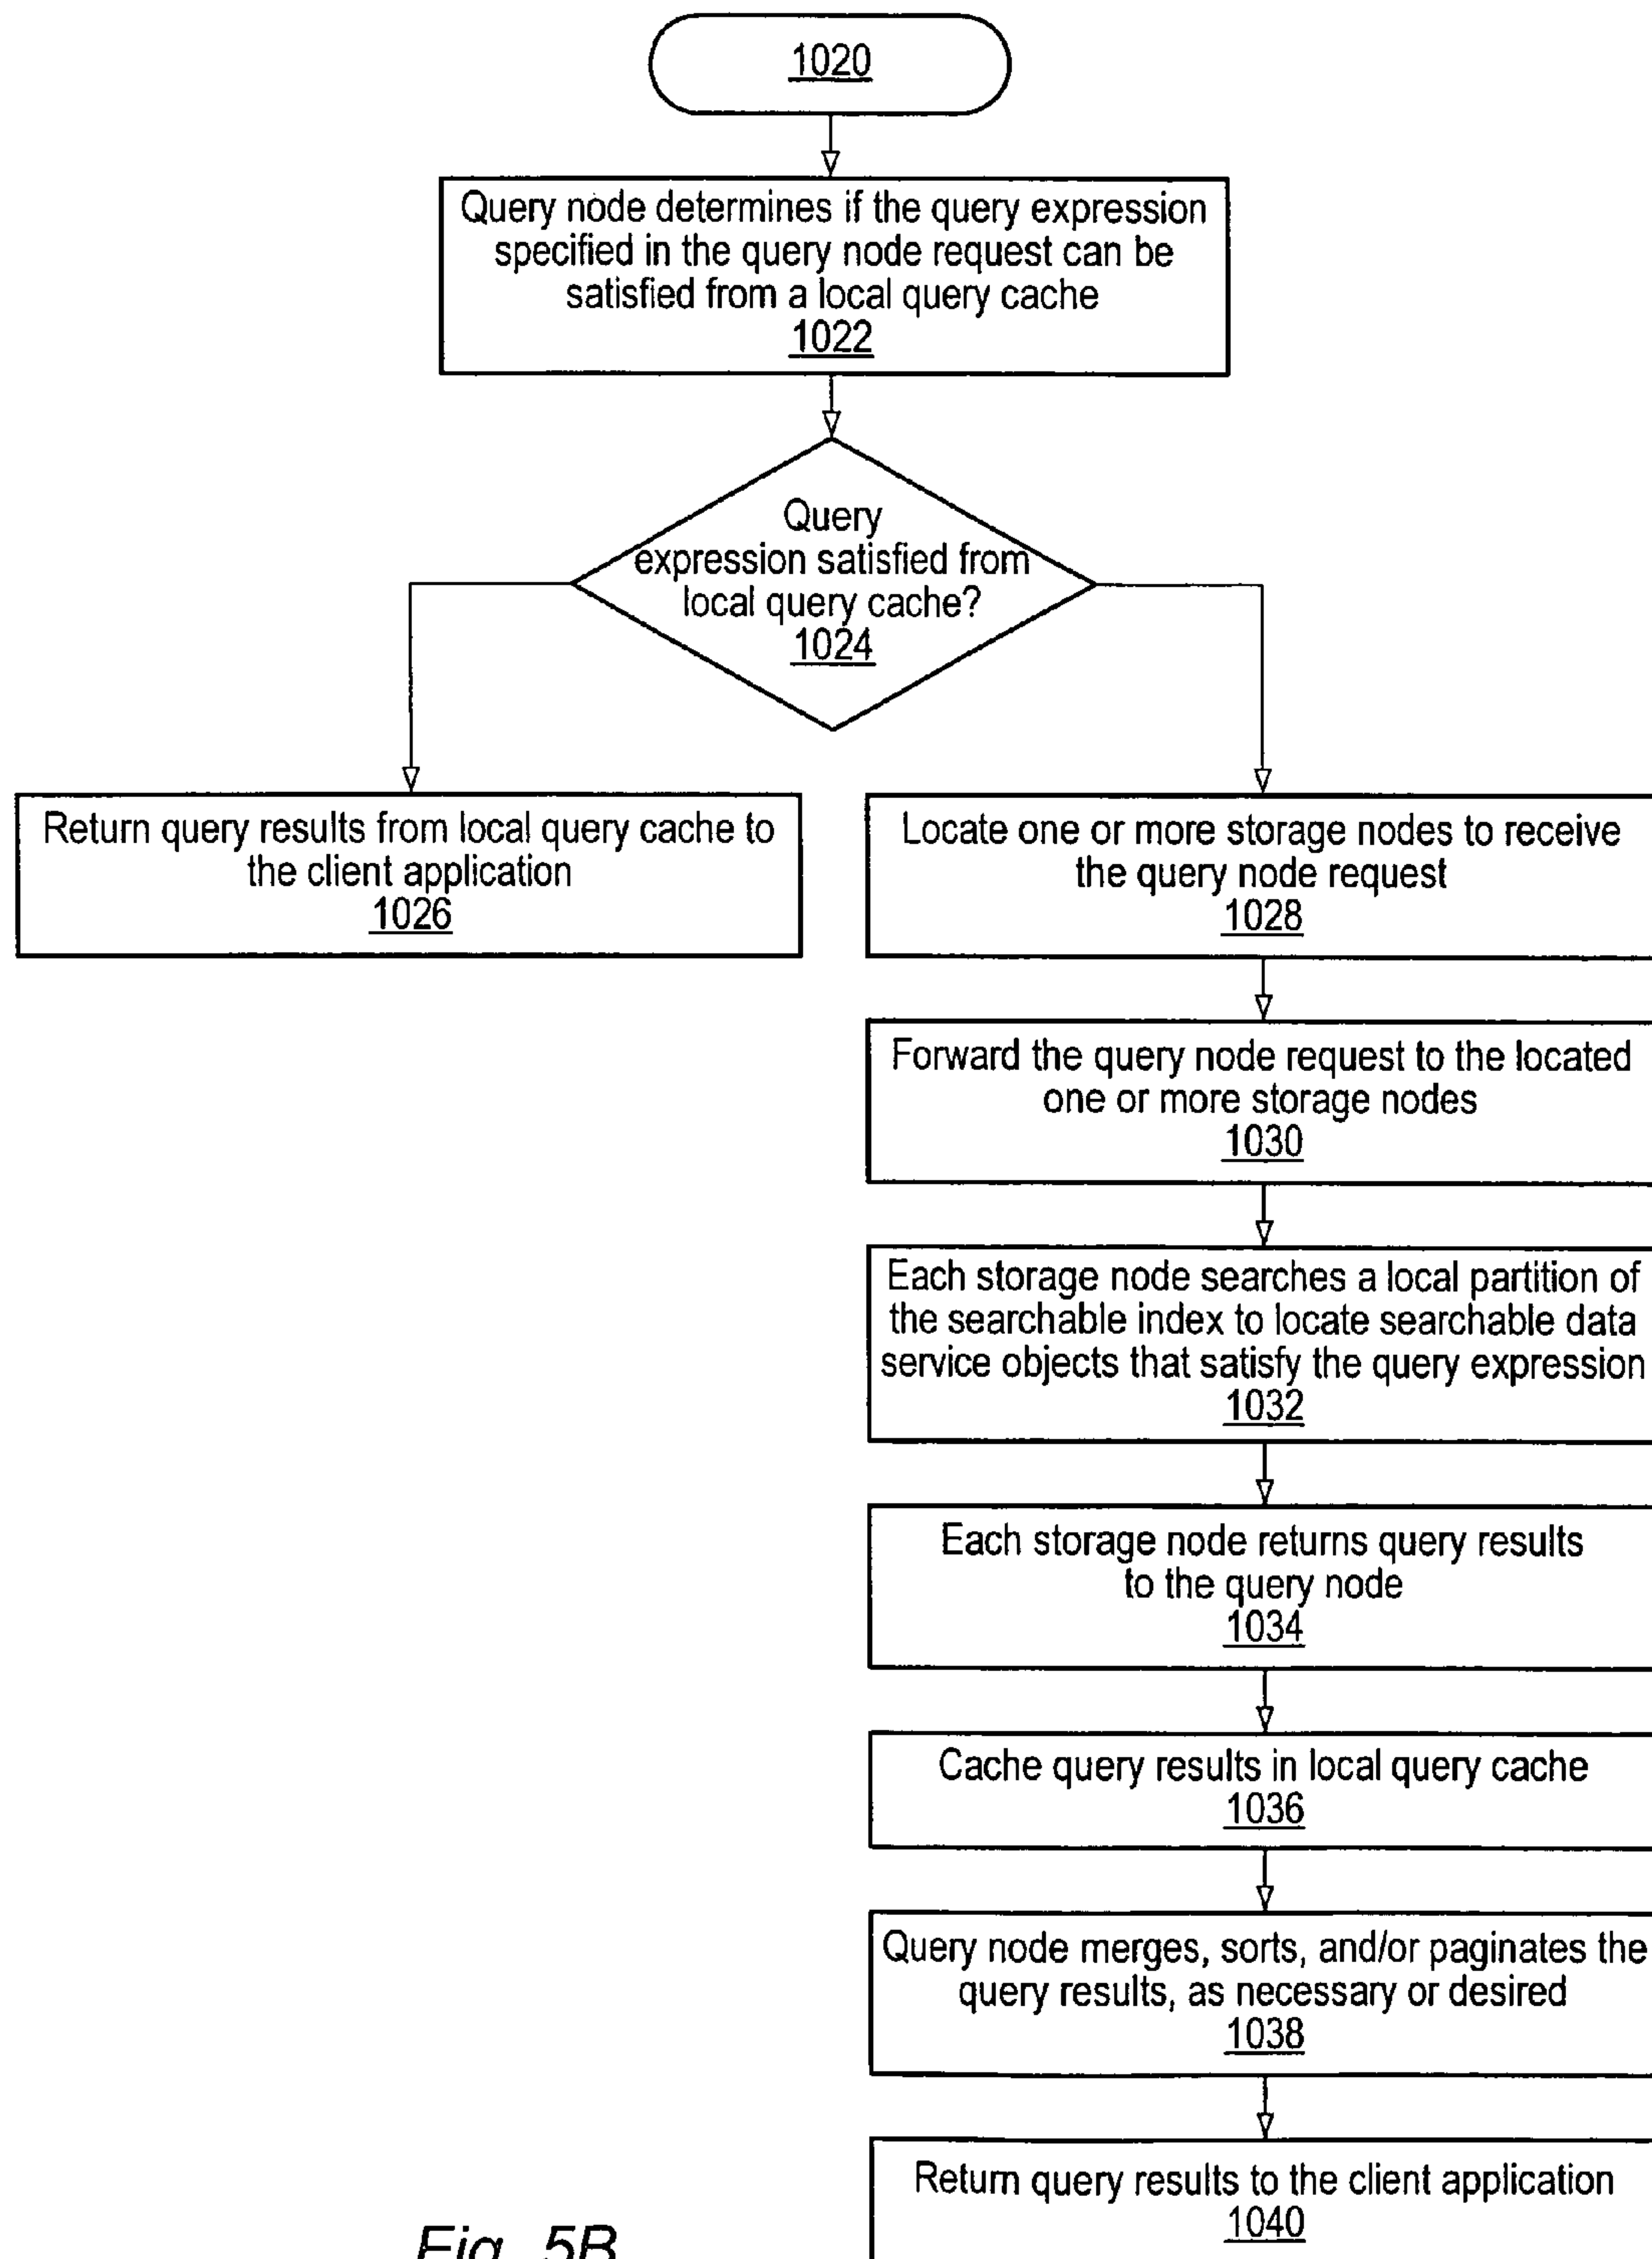 1020
Query node determines if the query expression
specified in the query node request can be
satisfied from a local query cache
1022
Query
expression satisfied from
local query cache?
1024
Return query results from local query cache to
the client application
1026
Locate one or more storage nodes to receive
the query node request
1028
Forward the query node request to the located
one or more storage nodes
1030
Each storage node searches a local partition of
the searchable index to locate searchable data
service objects that satisfy the query expression
1032
Each storage node returns query results
to the query node
1034
Cache query results in local query cache
1036
Query node merges, sorts, and/or paginates the
query results, as necessary or desired
1038
Return query results to the client application
1040
Fig. 5B